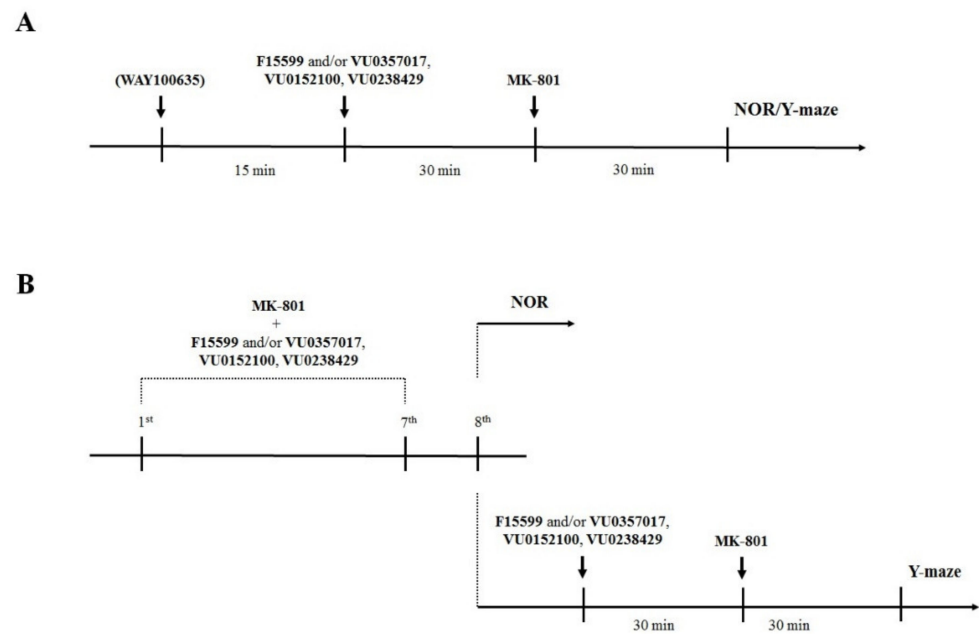 A
(WAY100635)
F15599 and/or VU0357017,
VU0152100, VU0238429
MK-801
NOR/Y-maze
15 min
30 min
30 min
B
MK-801
+
F15599 and/or VU0357017,
VU0152100, VU0238429
NOR
1st
7th
8th
F15599 and/or VU0357017,
VU0152100, VU0238429
MK-801
Y-maze
30 min
30 min